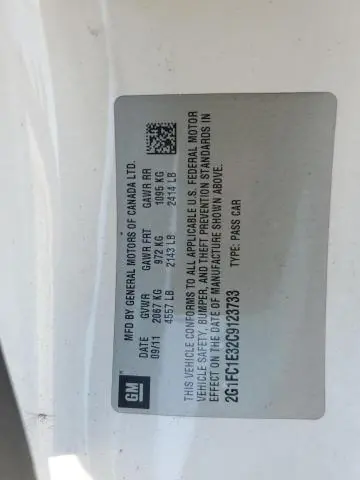 GM
MFD BY GENERAL MOTORS OF CANADA LTD.
DATE GVWR GAWR FRT GAWR RR
09/11 2067 KG 972 KG 1095 KG
4557 LB 2143 LB 2414 LB
THIS VEHICLE CONFORMS TO ALL APPLICABLE U.S. FEDERAL MOTOR
VEHICLE SAFETY, BUMPER, AND THEFT PREVENTION STANDARDS IN
EFFECT ON THE DATE OF MANUFACTURE SHOWN ABOVE.
2G1FC1E32C9123733 TYPE: PASS CAR